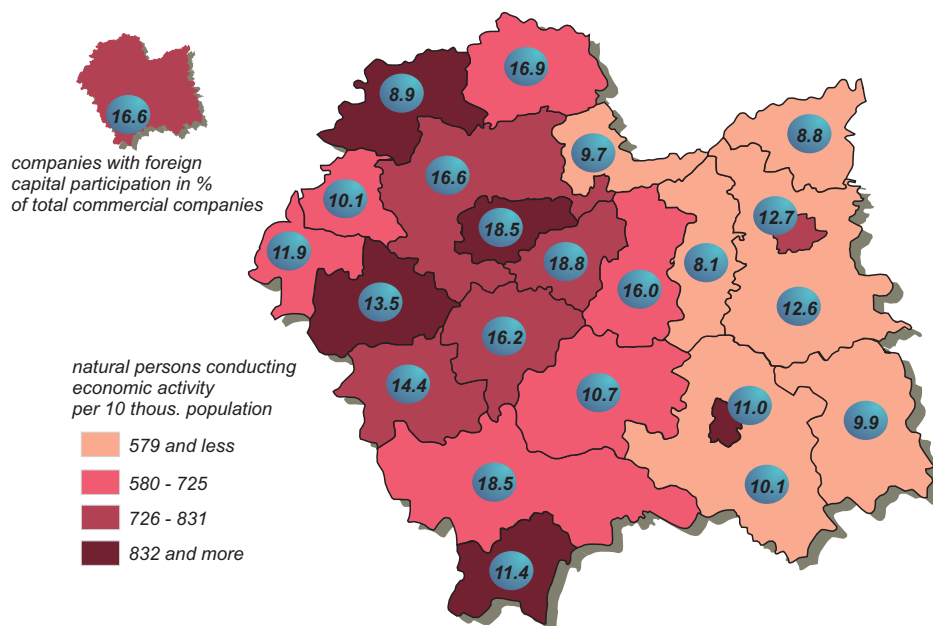 16.6
companies with foreign
capital participation in %
of total commercial companies
16.9
8.9
8.8
9.7
16.6
10.1
12.7
18.5
11.9
18.8
8.1
16.0
13.5
12.6
16.2
14.4
10.7
11.0
9.9
18.5
10.1
11.4
natural persons conducting
economic activity
per 10 thous. population
579 and less
580 - 725
726 - 831
832 and more